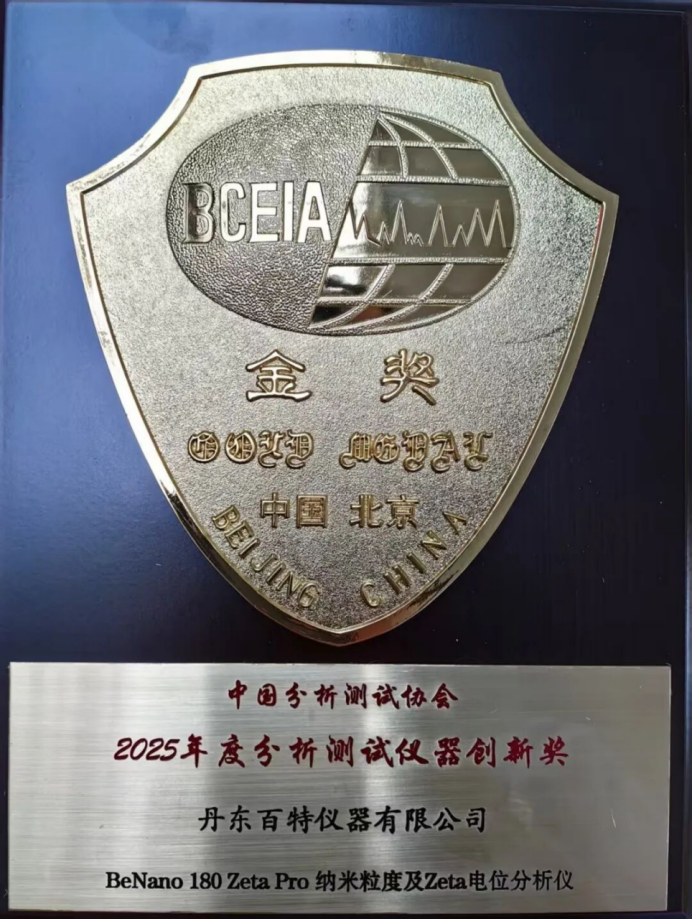 BCEIA
金 奖
GOLD MEDAL
中国 北京
BEIJING CHINA
中国分析测试协会
2025年度分析测试仪器创新奖
丹东百特仪器有限公司
BeNano 180 Zeta Pro 纳米粒度及Zeta电位分析仪